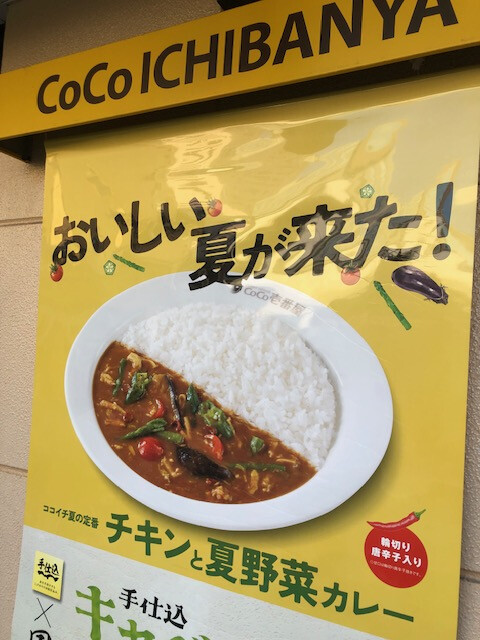 CoCo ICHIBANYA
おいしい夏が来た!
CoCo壱番屋
ココイチ夏の定番
チキンと夏野菜カレー
輪切り
唐辛子入り
手仕込
×
手仕込